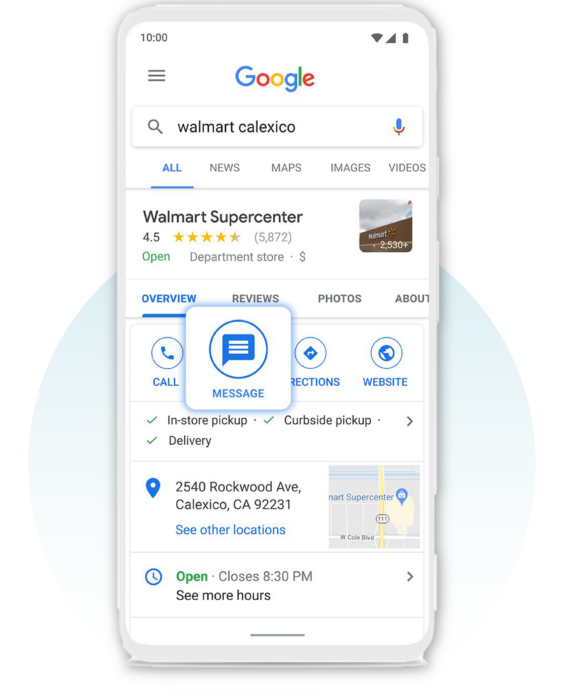 10:00
Google
walmart calexico
ALL NEWS MAPS IMAGES VIDEOS
Walmart Supercenter
4.5 (5,872)
Walmart
2,530+
Open Department store · $
OVERVIEW REVIEWS PHOTOS ABOUT
CALL MESSAGE RECTIONS WEBSITE
In-store pickup · Curbside pickup ·
Delivery
2540 Rockwood Ave,
Calexico, CA 92231
See other locations
mart Supercenter
111
W Cole Blvd
Open · Closes 8:30 PM
See more hours